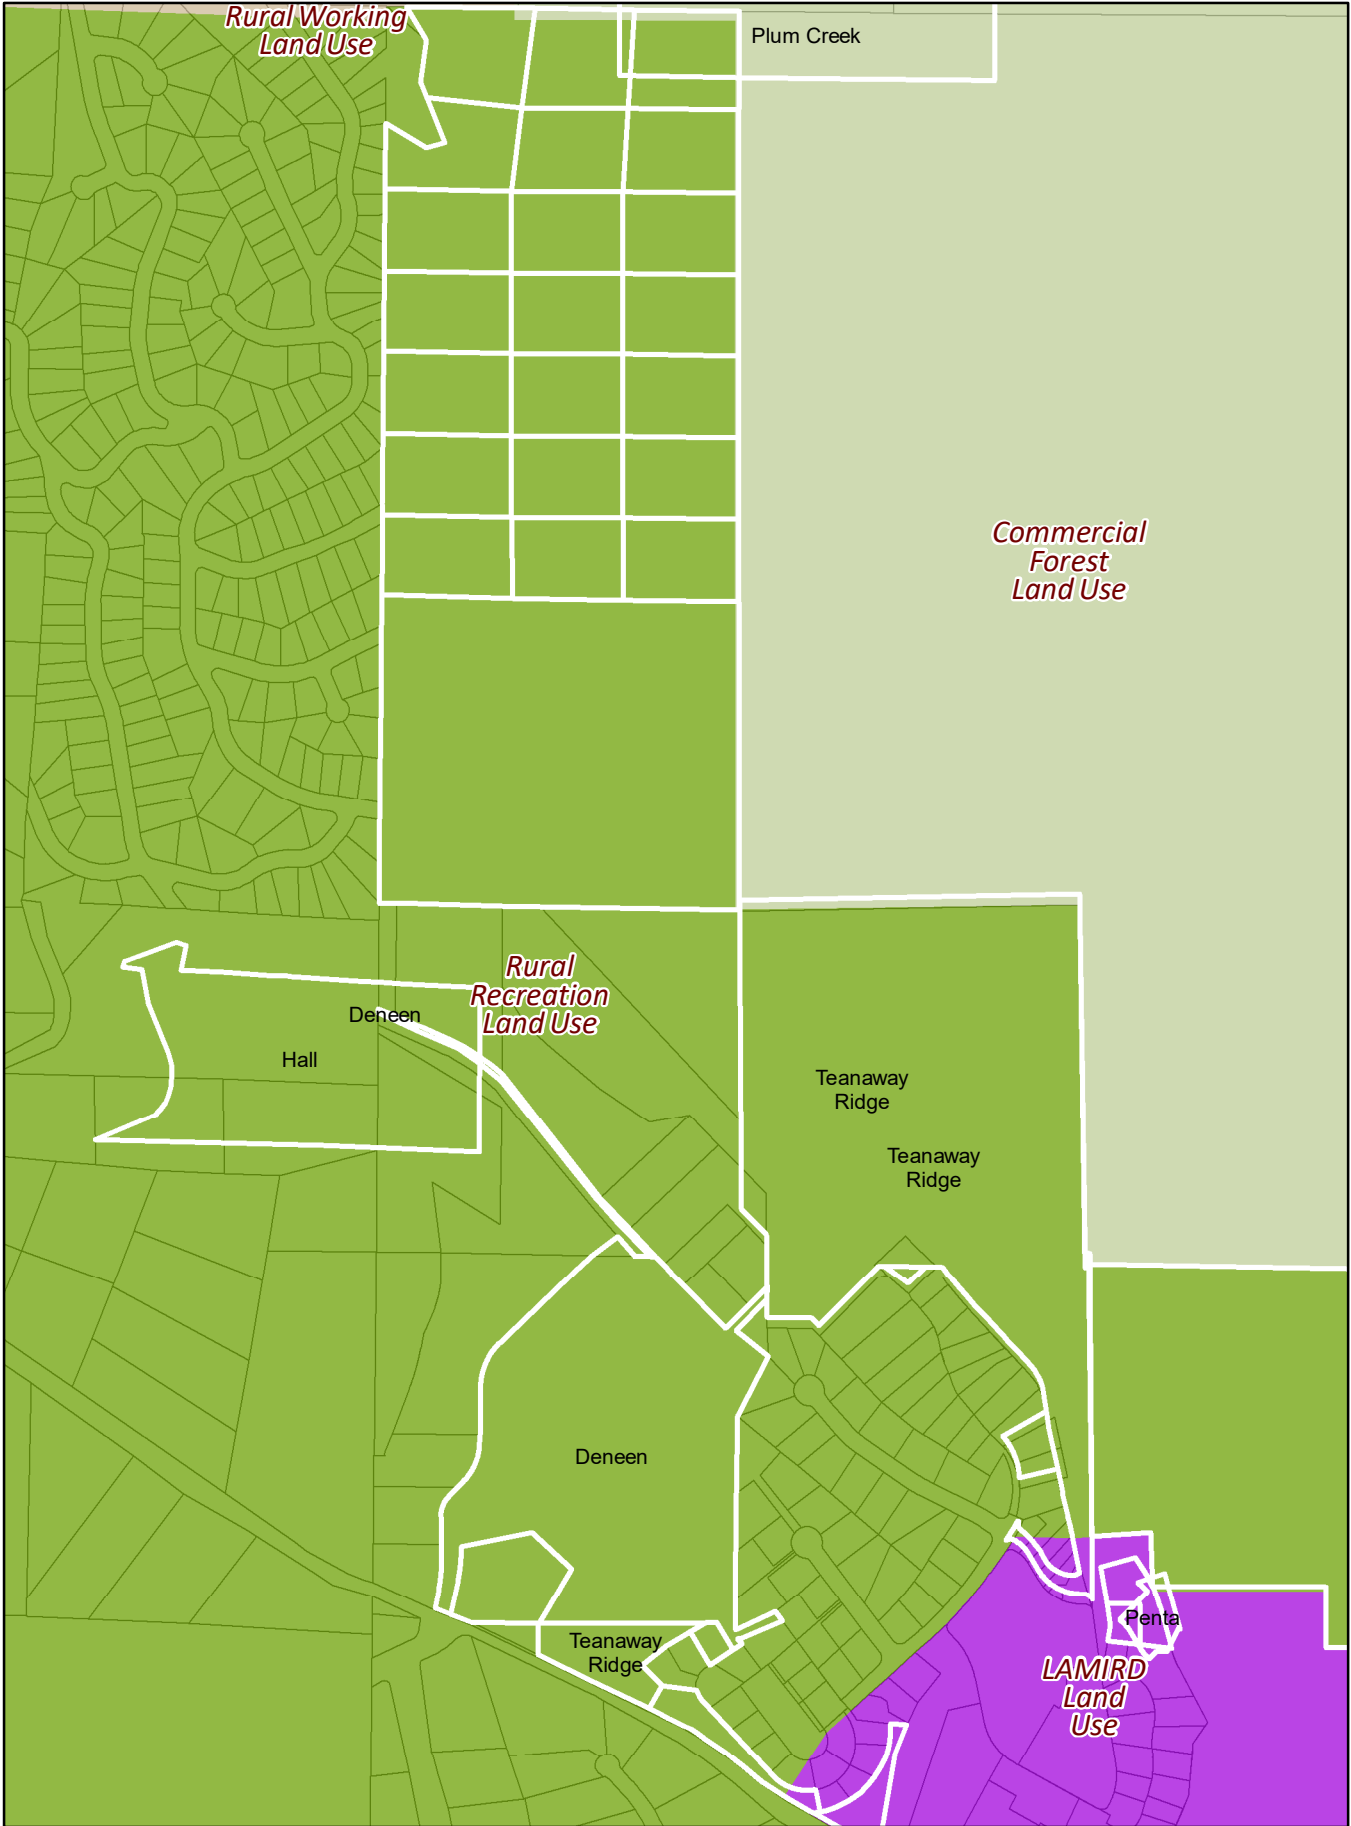 Rural Working
Land Use
Plum Creek
Commercial
Forest
Land Use
Rural
Recreation
Land Use
Deneen
Hall
Teanaway
Ridge
Teanaway
Ridge
Deneen
Penta
Teanaway
Ridge
LAMIRD
Land
Use